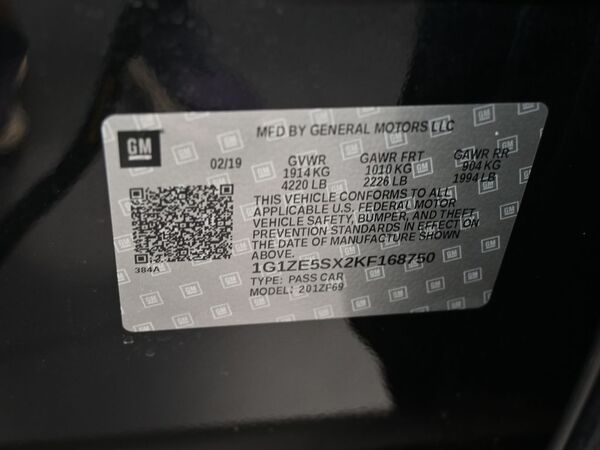 GM
MFD BY GENERAL MOTORS LLC
02/19
GVWR GAWR FRT GAWR RR
1914 KG 1010 KG 904 KG
4220 LB 2226 LB 1994 LB
THIS VEHICLE CONFORMS TO ALL
APPLICABLE U.S. FEDERAL MOTOR
VEHICLE SAFETY, BUMPER, AND THEFT
PREVENTION STANDARDS IN EFFECT ON
THE DATE OF MANUFACTURE SHOWN
ABOVE.
384A
1G1ZE5SX2KF168750
TYPE: PASS CAR
MODEL: 201ZF69